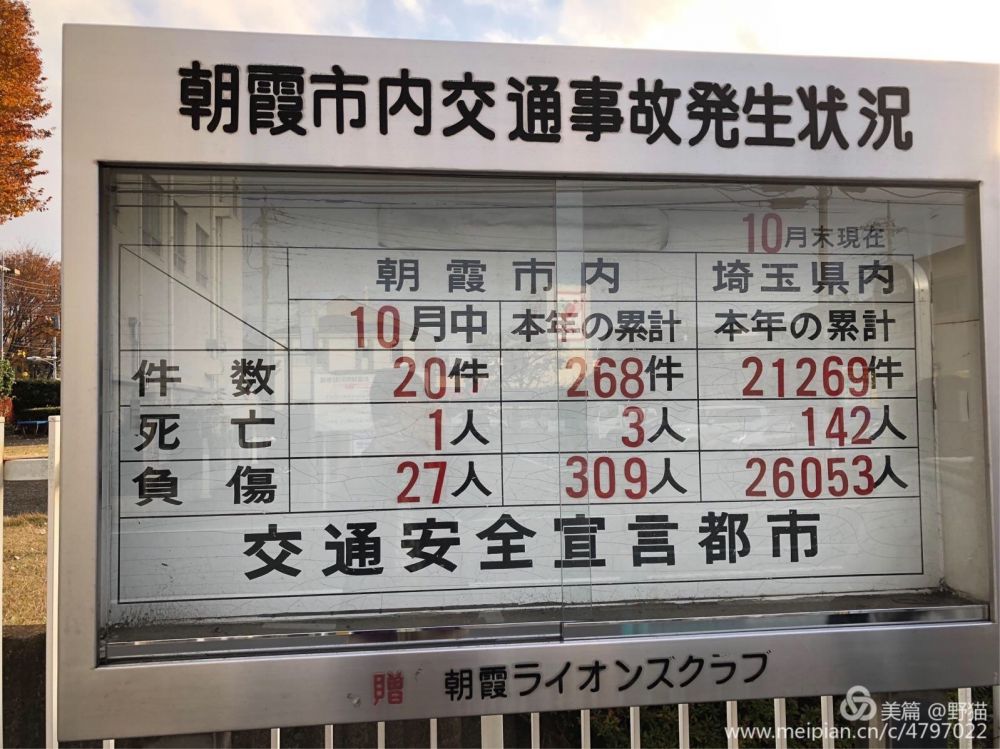 朝霞市内交通事故発生状況
10月末現在
朝霞市内 埼玉県内
10月中 本年の累計 本年の累計
件数 20件 268件 21269件
死亡 1人 3人 142人
負傷 27人 309人 26053人
交通安全宣言都市
贈 朝霞ライオンズクラブ
美篇 @野猫
www.meipian.cn/c/4797022